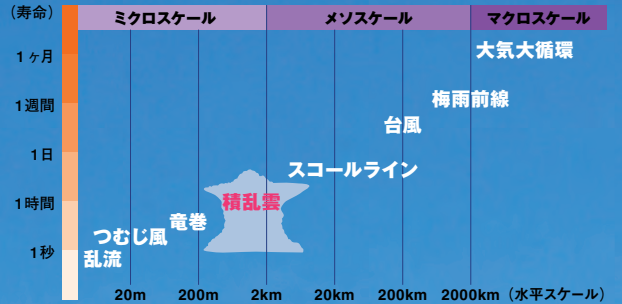 (寿命)
ミクロスケール
メソスケール
マクロスケール
1ヶ月
大気大循環
1週間
梅雨前線
台風
1日
スコールライン
1時間
積乱雲
竜巻
つむじ風
1秒
乱流
20m 200m 2km 20km 200km 2000km (水平スケール)